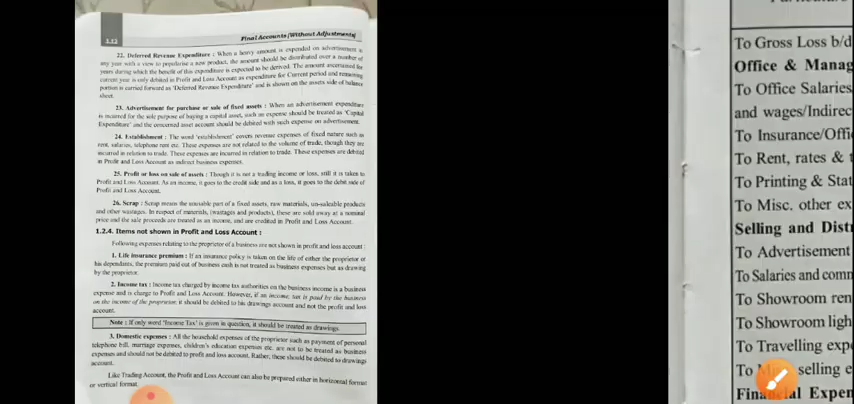 1.12
Final Accounts (Without Adjustments)
22. Deferred Revenue Expenditure : When a heavy amount is expended on advertisement in
any year with a view to popularise a new product, the amount should be distributed over a number of
years during which the benefit of this expenditure is expected to be derived. The amount ascertained for
current year is only debited in Profit and Loss Account as expenditure for Current period and remaining
portion is carried forward as 'Deferred Revenue Expenditure' and is shown on the assets side of balance
sheet.
23. Advertisement for purchase or sale of fixed assets : When an advertisement expenditure
is incurred for the sole purpose of buying a capital asset, such an expense should be treated as 'Capital
Expenditure' and the concerned asset account should be debited with such expense on advertisement.
24. Establishment : The word 'establishment' covers revenue expenses of fixed nature such as
rent, salaries, telephone rent etc. These expenses are not related to the volume of trade, though they are
incurred in relation to trade. These expenses are incurred in relation to trade. These expenses are debited
in Profit and Loss Account as indirect business expenses.
25. Profit or loss on sale of assets : Though it is not a trading income or loss, still it is taken to
Profit and Loss Account. As an income, it goes to the credit side and as a loss, it goes to the debit side of
Profit and Loss Account.
26. Scrap : Scrap means the unusable part of a fixed assets, raw materials, un-saleable products
and other wastages. In respect of materials, (wastages and products), these are sold away at a nominal
price and the sale proceeds are treated as an income, and are credited in Profit and Loss Account.
1.2.4. Items not shown in Profit and Loss Account :
Following expenses relating to the proprietor of a business are not shown in profit and loss account :
1. Life insurance premium : If an insurance policy is taken on the life of either the proprietor or
his dependants, the premium paid out of business cash is not treated as business expenses but as drawing
by the proprietor.
2. Income tax : Income tax charged by income tax authorities on the business income is a business
expense and is charge to Profit and Loss Account. However, if an income tax is paid by the business
on the income of the proprietor, it should be debited to his drawings account and not the profit and loss
account.
Note : If only word 'Income Tax' is given in question, it should be treated as drawings.
3. Domestic expenses : All the household expenses of the proprietor such as payment of personal
telephone bill, marriage expenses, children's education expenses etc. are not to be treated as business
expenses and should not be debited to profit and loss account. Rather, these should be debited to drawings
account.
Like Trading Account, the Profit and Loss Account can also be prepared either in horizontal format
or vertical format.
To Gross Loss b/d
Office & Manag
To Office Salaries
and wages/Indirec
To Insurance/Offi
To Rent, rates & t
To Printing & Stat
To Misc. other ex
Selling and Distr
To Advertisement
To Salaries and comm
To Showroom ren
To Showroom ligh
To Travelling expe
To selling e
Financial Expen